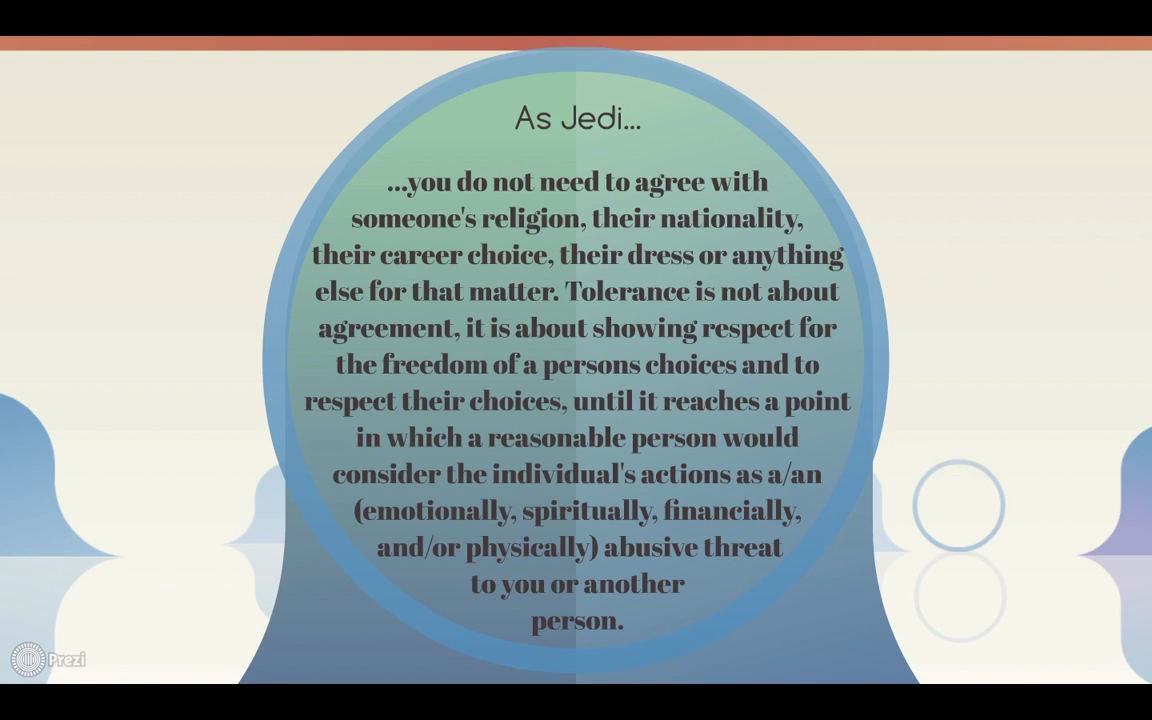 As Jedi...
...you do not need to agree with
someone's religion, their nationality,
their career choice, their dress or anything
else for that matter. Tolerance is not about
agreement, it is about showing respect for
the freedom of a persons choices and to
respect their choices, until it reaches a point
in which a reasonable person would
consider the individual's actions as a/an
(emotionally, spiritually, financially,
and/or physically) abusive threat
to you or another
person.
Prezi